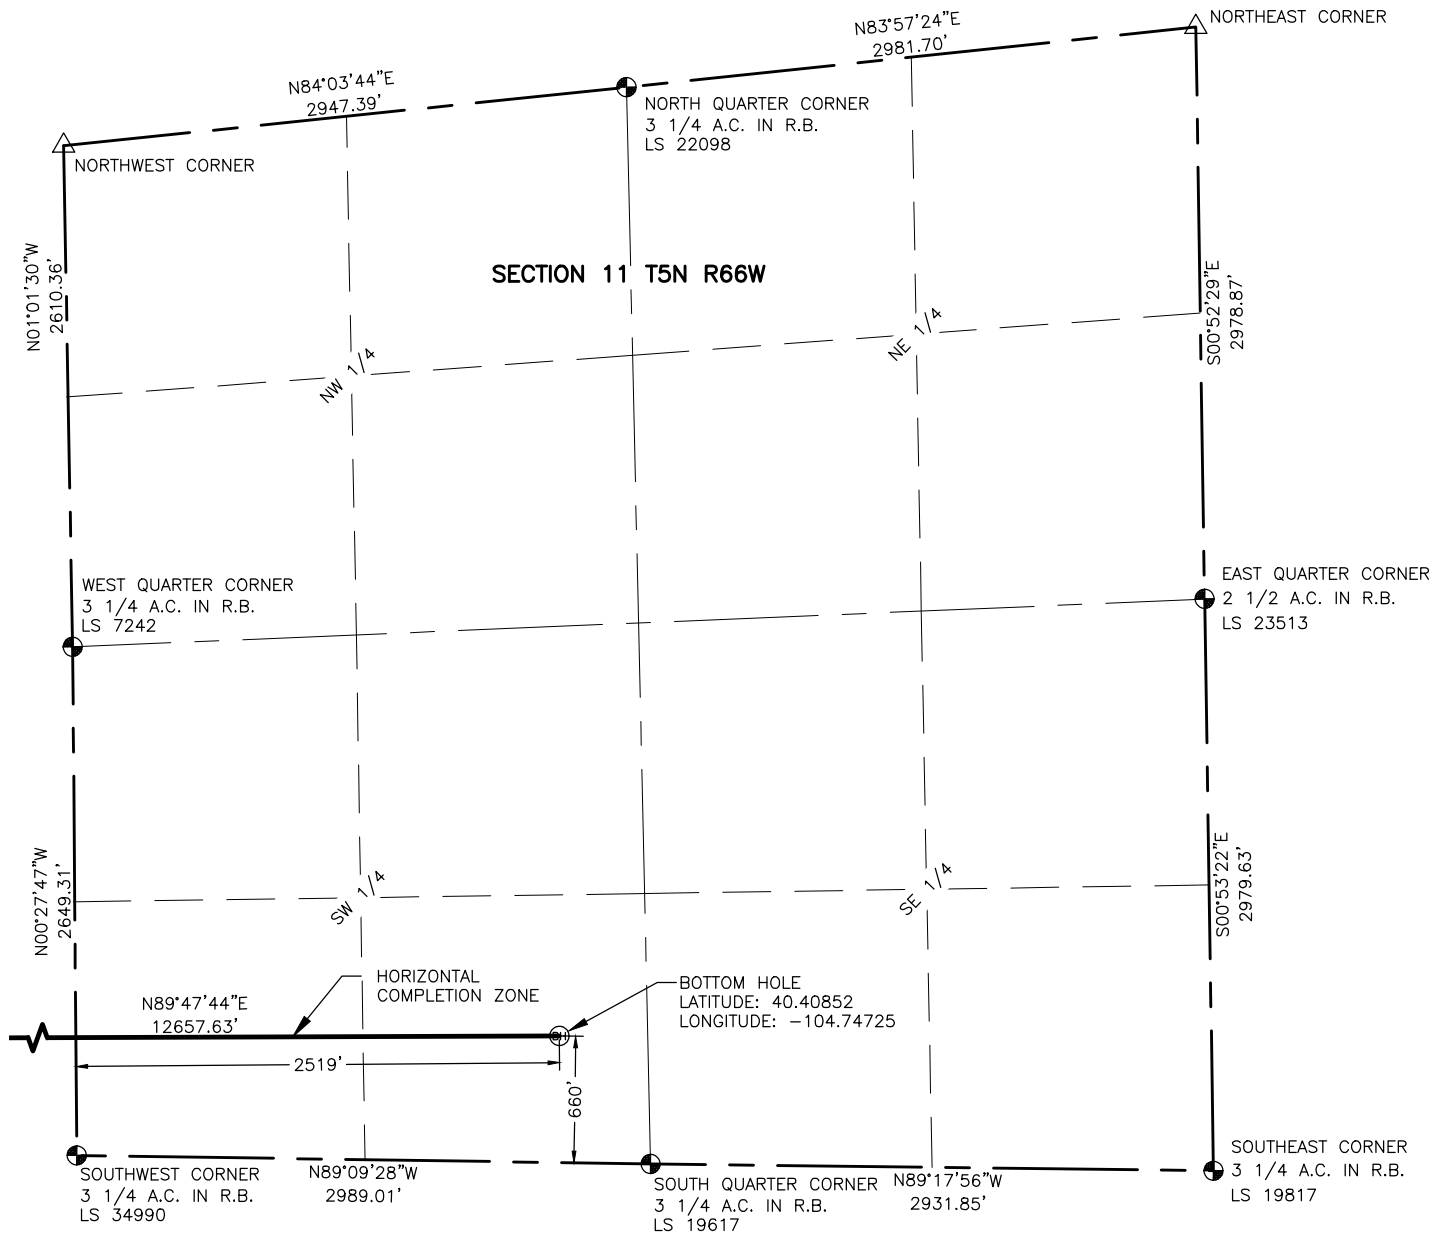 N83°57'24"E
2981.70'
NORTHEAST CORNER
N84°03'44"E
2947.39'
NORTH QUARTER CORNER
3 1/4 A.C. IN R.B.
LS 22098
NORTHWEST CORNER
N01°01'30"W
2610.36'
SECTION 11 T5N R66W
S00°52'29"E
2978.87'
NW 1/4
NE 1/4
WEST QUARTER CORNER
3 1/4 A.C. IN R.B.
LS 7242
EAST QUARTER CORNER
2 1/2 A.C. IN R.B.
LS 23513
N00°27'47"W
2649.31'
SW 1/4
SE 1/4
S00°53'22"E
2979.63'
HORIZONTAL
COMPLETION ZONE
BOTTOM HOLE
LATITUDE: 40.40852
LONGITUDE: -104.74725
N89°47'44"E
12657.63'
BH
2519'
660'
SOUTHWEST CORNER
3 1/4 A.C. IN R.B.
LS 34990
N89°09'28"W
2989.01'
SOUTH QUARTER CORNER
3 1/4 A.C. IN R.B.
LS 19617
N89°17'56"W
2931.85'
SOUTHEAST CORNER
3 1/4 A.C. IN R.B.
LS 19817